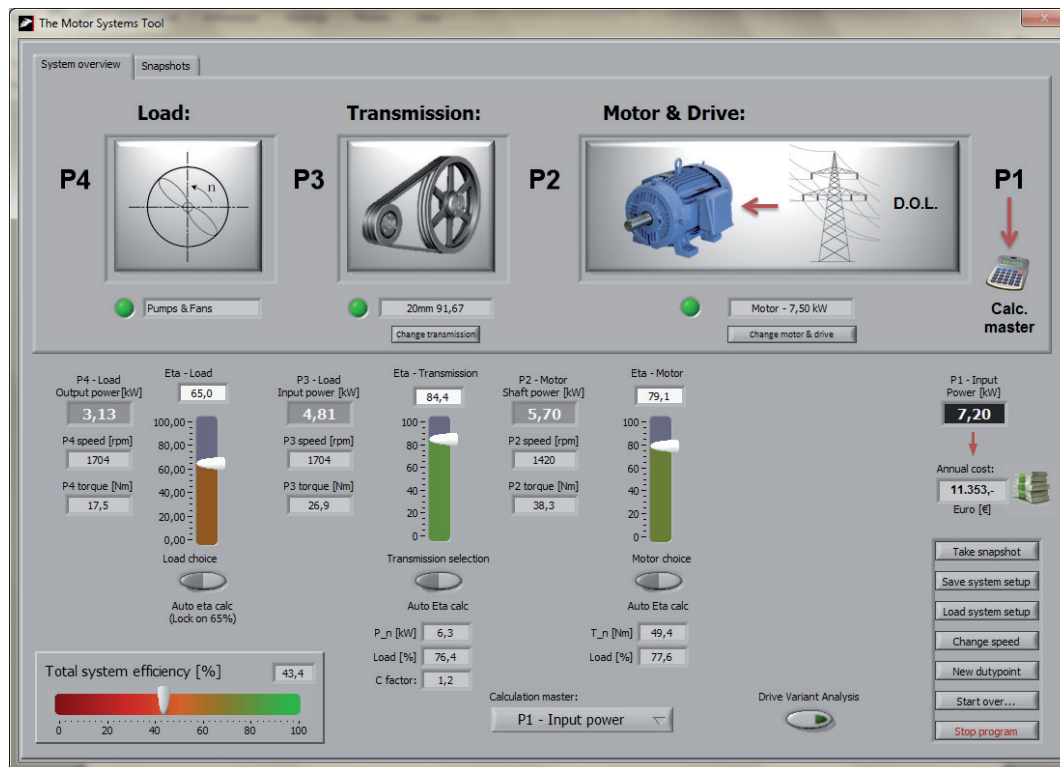 The Motor Systems Tool
System overview
Snapshots
Load:
Transmission:
Motor & Drive:
P4
n
P3
P2
D.O.L.
P1
Pumps & Fans
20mm 91,67
Change transmission
Motor - 7,50 kW
Change motor & drive
Calc.
master
P4 - Load
Output power[kW]
3,13
P4 speed [rpm]
1704
P4 torque [Nm]
17,5
Eta - Load
65,0
100,00
80,00
60,00
40,00
20,00
0,00
Load choice
Auto eta calc
(Lock on 65%)
P3 - Load
Input power [kW]
4,81
P3 speed [rpm]
1704
P3 torque [Nm]
26,9
Eta - Transmission
84,4
100
80
60
40
20
0
Transmission selection
Auto Eta calc
P_n [kW]
6,3
Load [%]
76,4
C factor:
1,2
P2 - Motor
Shaft power [kW]
5,70
P2 speed [rpm]
1420
P2 torque [Nm]
38,3
Eta - Motor
79,1
100
80
60
40
20
0
Motor choice
Auto Eta calc
T_n [Nm]
49,4
Load [%]
77,6
P1 - Input
Power [kW]
7,20
Annual cost:
11.353,-
Euro [€]
Take snapshot
Save system setup
Load system setup
Change speed
New dutypoint
Start over...
Stop program
Total system efficiency [%]
43,4
0 20 40 60 80 100
Calculation master:
P1 - Input power
Drive Variant Analysis